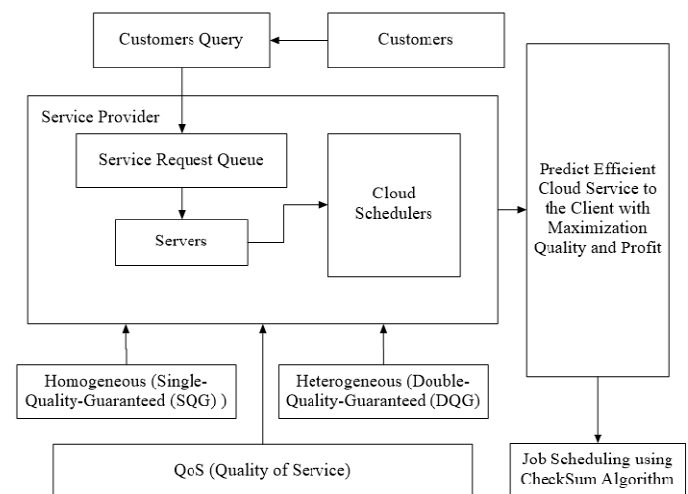 Customers Query
Customers
Service Provider
Service Request Queue
Servers
Cloud
Schedulers
Predict Efficient
Cloud Service to
the Client with
Maximization
Quality and Profit
Homogeneous (Single-
Quality-Guaranteed (SQG) )
Heterogeneous (Double-
Quality-Guaranteed (DQG)
QoS (Quality of Service)
Job Scheduling using
CheckSum Algorithm